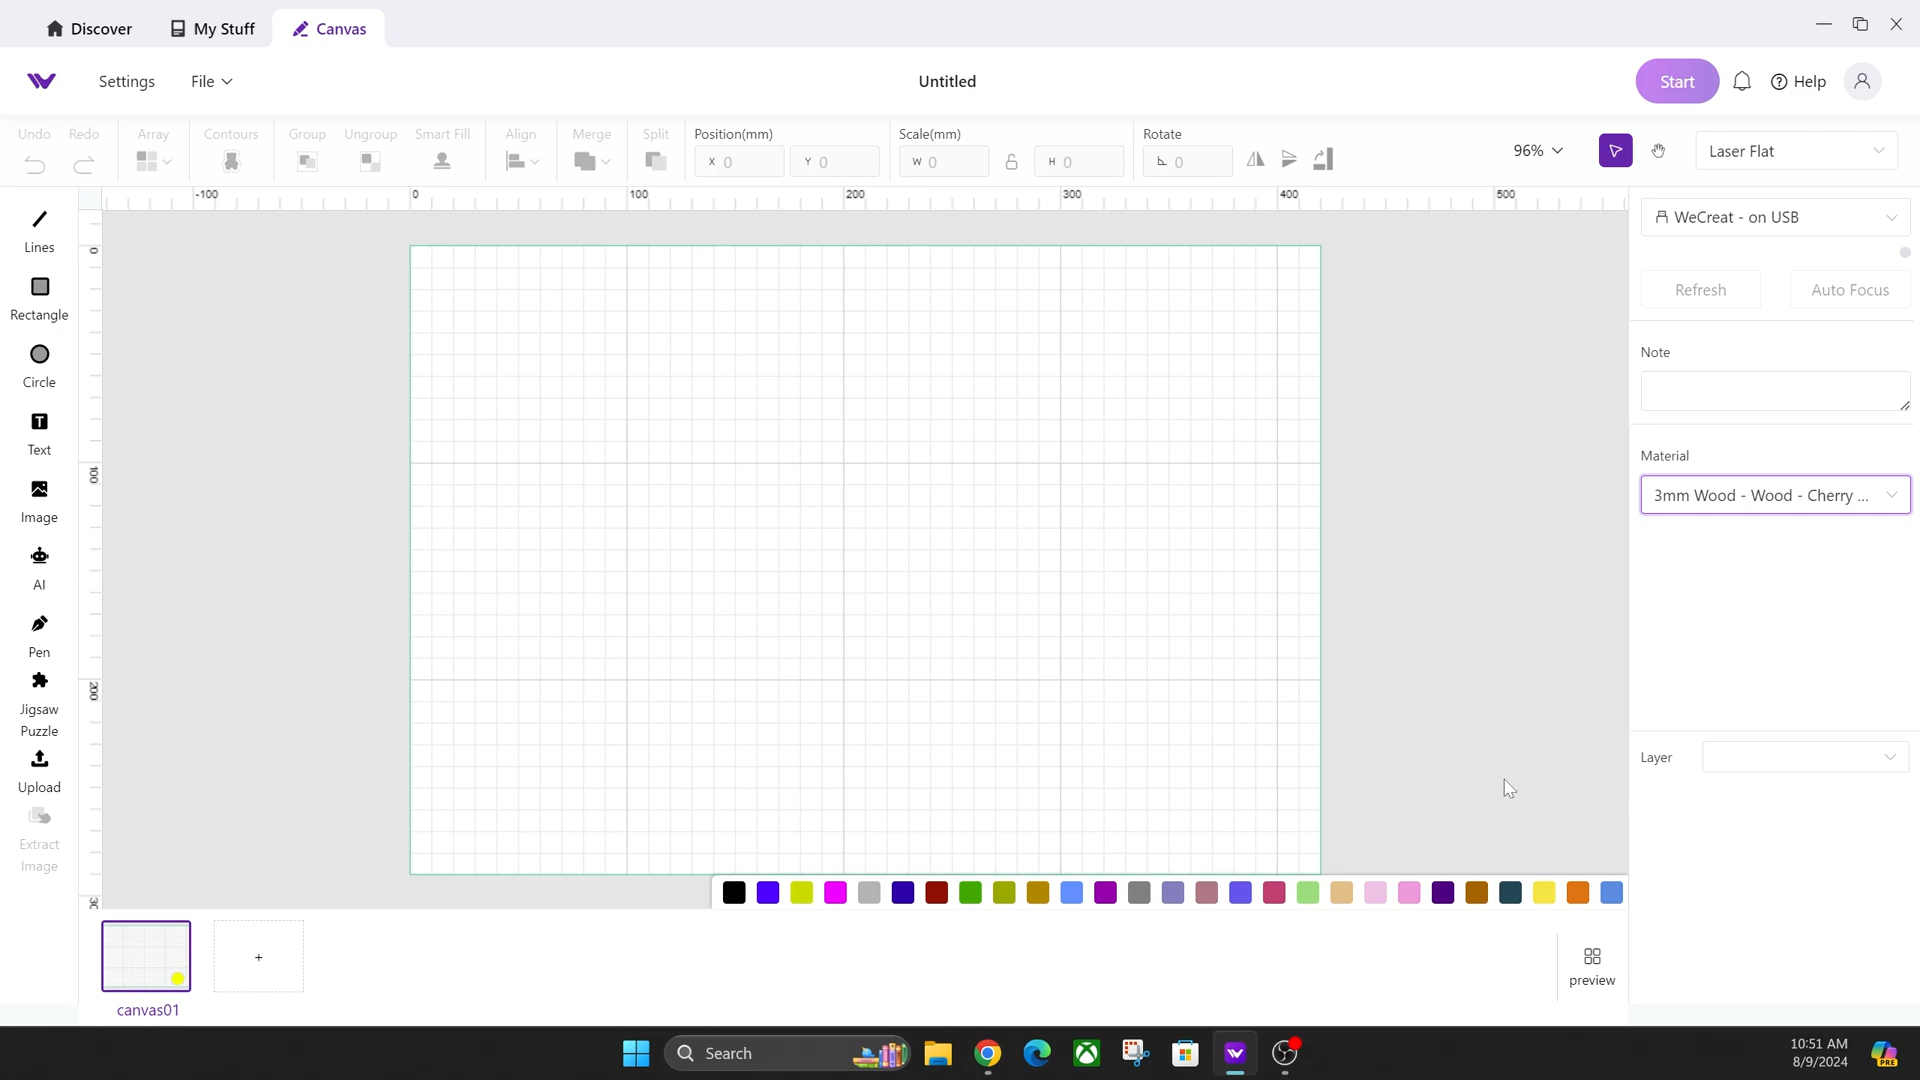 Discover
My Stuff
Canvas
Settings
File
Untitled
Start
Help
Undo
Redo
Array
Contours
Group
Ungroup
Smart Fill
Align
Merge
Split
Position(mm)
X 0
Y 0
Scale(mm)
W 0
H 0
Rotate
0
96%
Laser Flat
-100
0
100
200
300
400
500
0
100
200
Lines
Rectangle
Circle
Text
Image
AI
Pen
Jigsaw
Puzzle
Upload
Extract
Image
WeCreat - on USB
Refresh
Auto Focus
Note
Material
3mm Wood - Wood - Cherry ...
Layer
+
canvas01
preview
Search
10:51 AM
8/9/2024
PRE